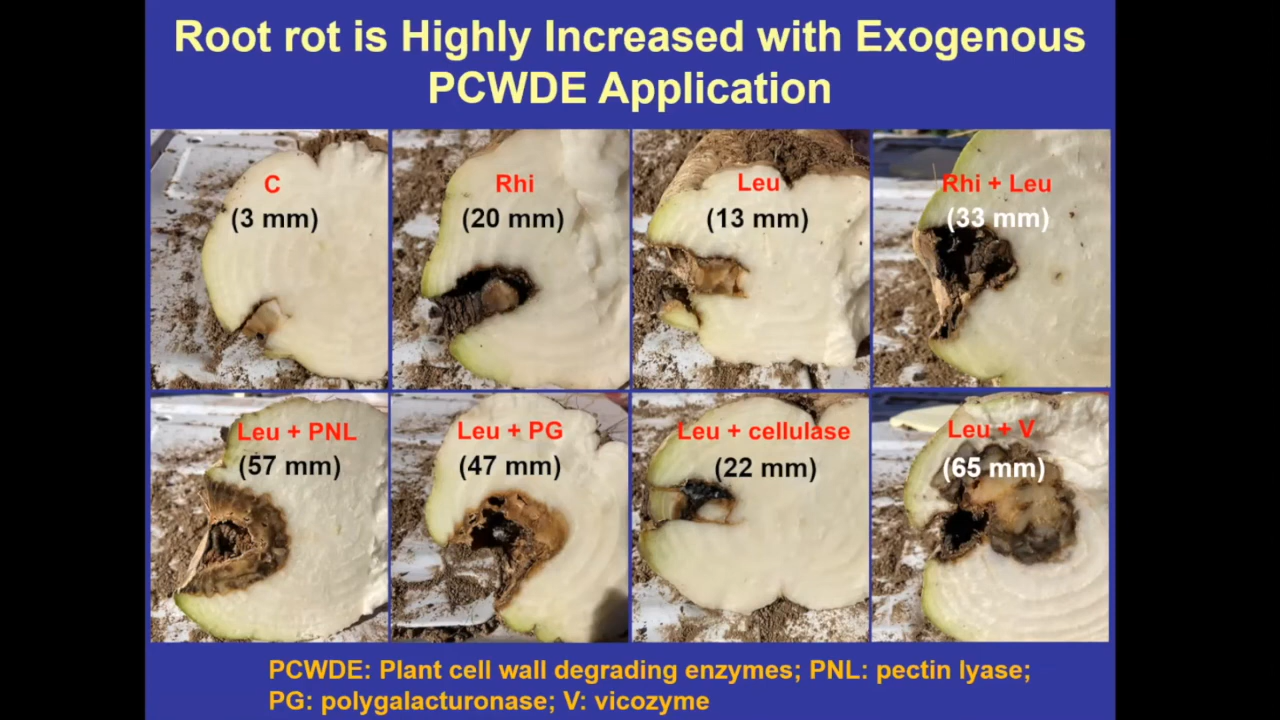 Root rot is Highly Increased with Exogenous
PCWDE Application
C
(3 mm)
Rhi
(20 mm)
Leu
(13 mm)
Rhi + Leu
(33 mm)
Leu + PNL
(57 mm)
Leu + PG
(47 mm)
Leu + cellulase
(22 mm)
Leu + V
(65 mm)
PCWDE: Plant cell wall degrading enzymes; PNL: pectin lyase;
PG: polygalacturonase; V: vicozyme